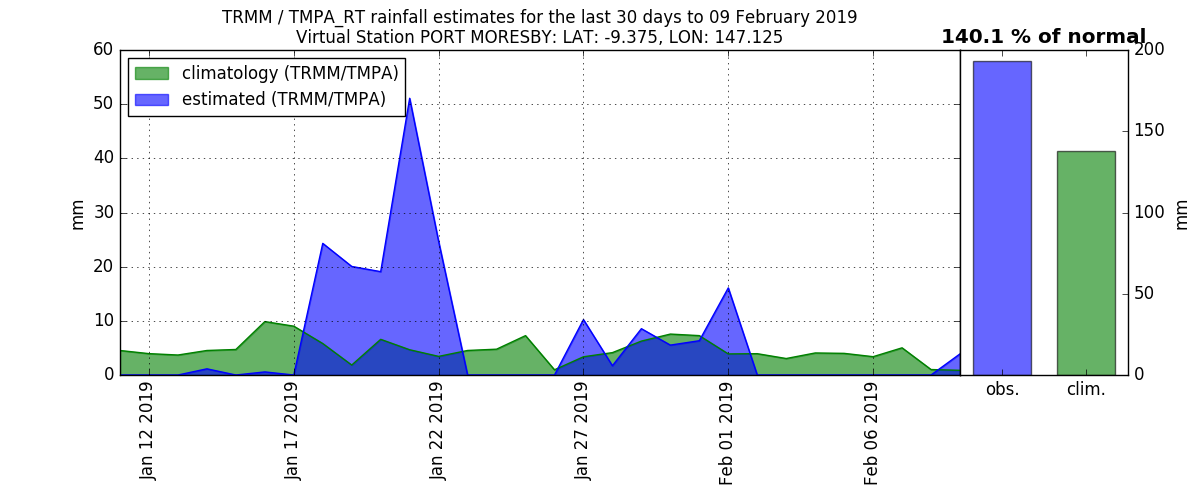 TRMM / TMPA_RT rainfall estimates for the last 30 days to 09 February 2019
Virtual Station PORT MORESBY: LAT: -9.375, LON: 147.125
140.1 % of normal
climatology (TRMM/TMPA)
estimated (TRMM/TMPA)
60
50
40
30
20
10
0
mm
Jan 12 2019
Jan 17 2019
Jan 22 2019
Jan 27 2019
Feb 01 2019
Feb 06 2019
200
150
100
50
0
mm
obs.
clim.